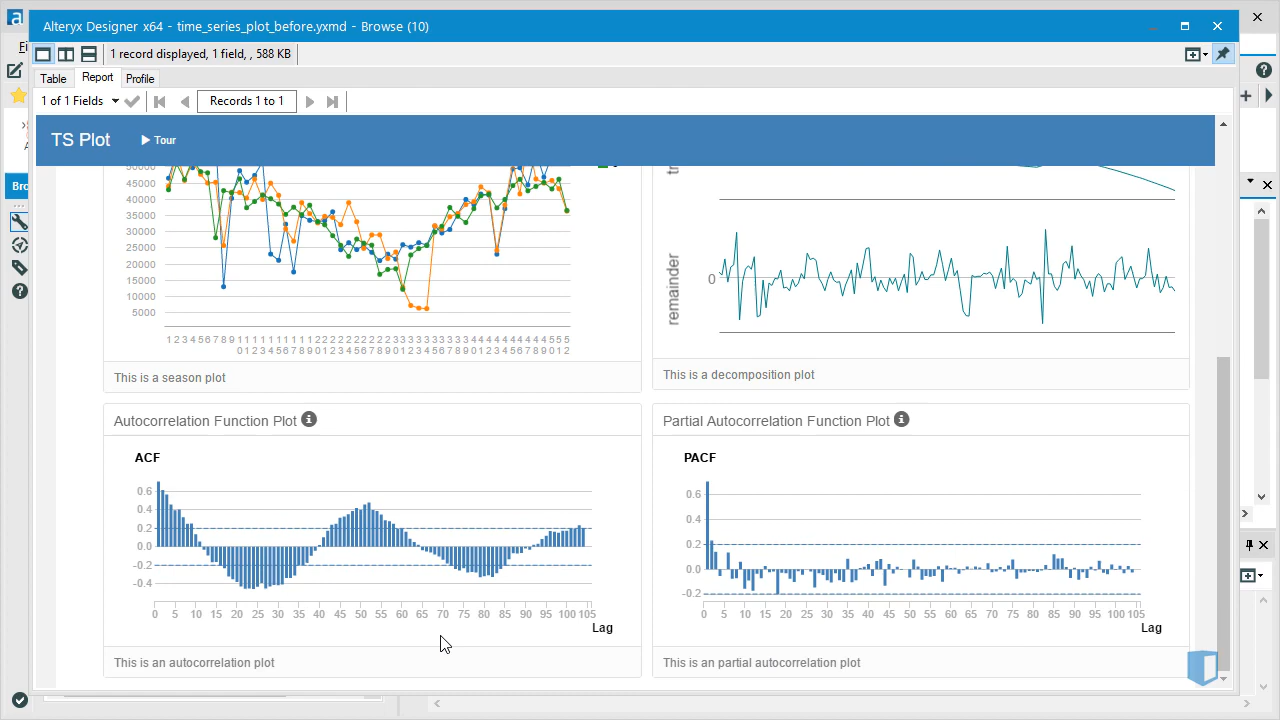 Alteryx Designer x64 - time_series_plot_before.yxmd - Browse (10)
1 record displayed, 1 field, , 588 KB
Table Report Profile
1 of 1 Fields Records 1 to 1
TS Plot Tour
Bro
50000
45000
40000
35000
30000
25000
20000
15000
10000
5000
remainder
0
This is a season plot
This is a decomposition plot
Autocorrelation Function Plot
ACF
0.6
0.4
0.2
0.0
-0.2
-0.4
0 5 10 15 20 25 30 35 40 45 50 55 60 65 70 75 80 85 90 95 100 105
Lag
This is an autocorrelation plot
Partial Autocorrelation Function Plot
PACF
0.6
0.4
0.2
0.0
-0.2
0 5 10 15 20 25 30 35 40 45 50 55 60 65 70 75 80 85 90 95 100 105
Lag
This is an partial autocorrelation plot